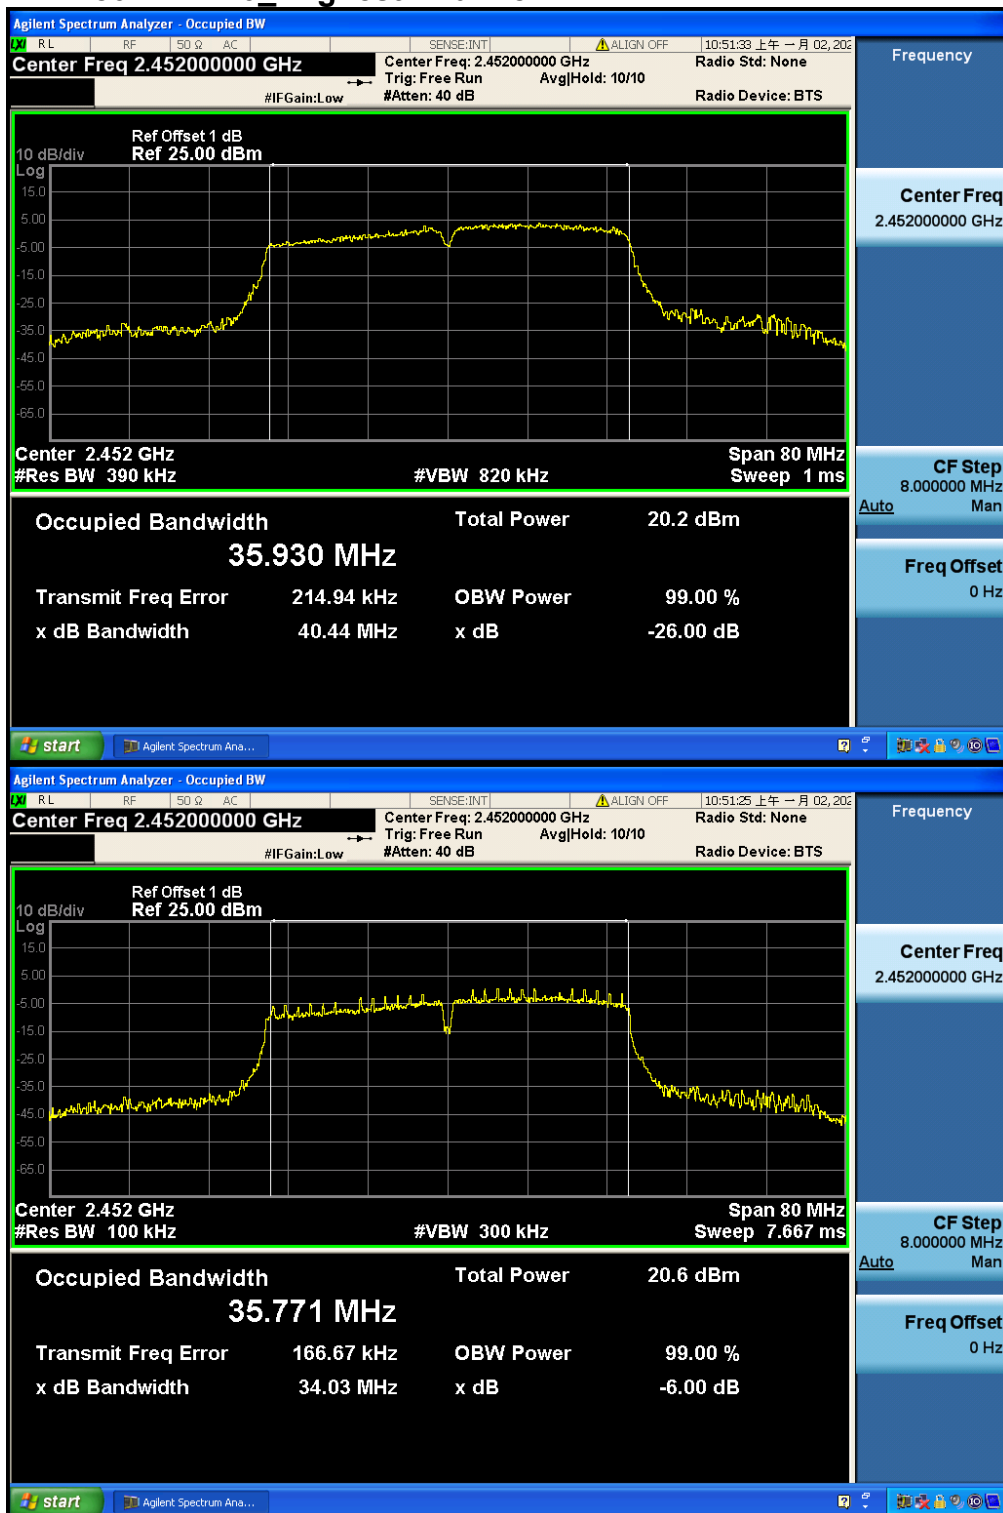 Agilent Spectrum Analyzer - Occupied BW
LXI RL RF 50 Ω AC SENSE:INT ALIGN OFF 10:51:33 上午 一月 02, 202
Center Freq 2.452000000 GHz
Center Freq: 2.452000000 GHz
Radio Std: None
Trig: Free Run Avg|Hold: 10/10
#IFGain:Low #Atten: 40 dB Radio Device: BTS
Ref Offset 1 dB
10 dB/div Ref 25.00 dBm
Log
15.0
5.00
-5.00
-15.0
-25.0
-35.0
-45.0
-55.0
-65.0
Center 2.452 GHz Span 80 MHz
#Res BW 390 kHz #VBW 820 kHz Sweep 1 ms
Occupied Bandwidth Total Power 20.2 dBm
35.930 MHz
Transmit Freq Error 214.94 kHz OBW Power 99.00 %
x dB Bandwidth 40.44 MHz x dB -26.00 dB
Frequency
Center Freq
2.452000000 GHz
CF Step
8.000000 MHz
Auto Man
Freq Offset
0 Hz
start Agilent Spectrum Ana...
Agilent Spectrum Analyzer - Occupied BW
LXI RL RF 50 Ω AC SENSE:INT ALIGN OFF 10:51:25 上午 一月 02, 202
Center Freq 2.452000000 GHz
Center Freq: 2.452000000 GHz
Radio Std: None
Trig: Free Run Avg|Hold: 10/10
#IFGain:Low #Atten: 40 dB Radio Device: BTS
Ref Offset 1 dB
10 dB/div Ref 25.00 dBm
Log
15.0
5.00
-5.00
-15.0
-25.0
-35.0
-45.0
-55.0
-65.0
Center 2.452 GHz Span 80 MHz
#Res BW 100 kHz #VBW 300 kHz Sweep 7.667 ms
Occupied Bandwidth Total Power 20.6 dBm
35.771 MHz
Transmit Freq Error 166.67 kHz OBW Power 99.00 %
x dB Bandwidth 34.03 MHz x dB -6.00 dB
Frequency
Center Freq
2.452000000 GHz
CF Step
8.000000 MHz
Auto Man
Freq Offset
0 Hz
start Agilent Spectrum Ana...